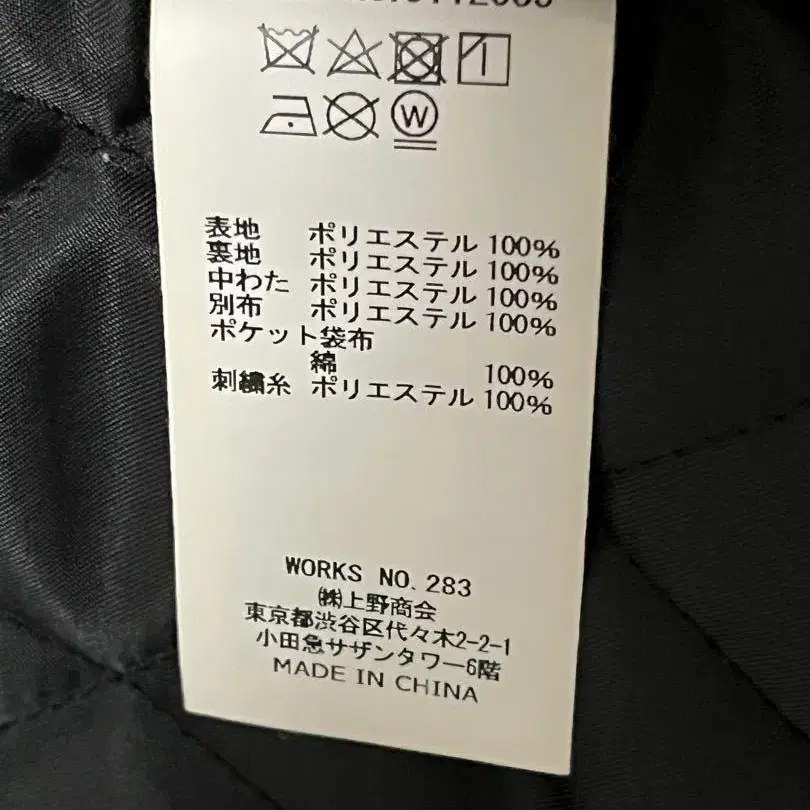 W
表地 ポリエステル 100%
裏地 ポリエステル 100%
中わた ポリエステル 100%
別布 ポリエステル 100%
ポケット袋布
綿 100%
刺繍糸 ポリエステル 100%
WORKS NO. 283
㈱上野商会
東京都渋谷区代々木2-2-1
小田急サザンタワー6階
MADE IN CHINA